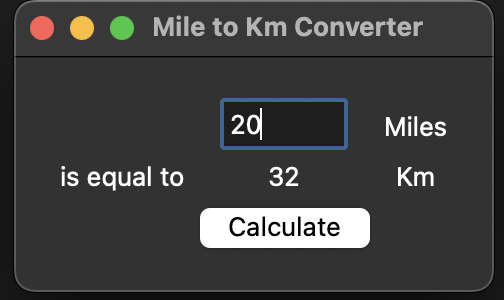 Mile to Km Converter
20 Miles
is equal to 32 Km
Calculate